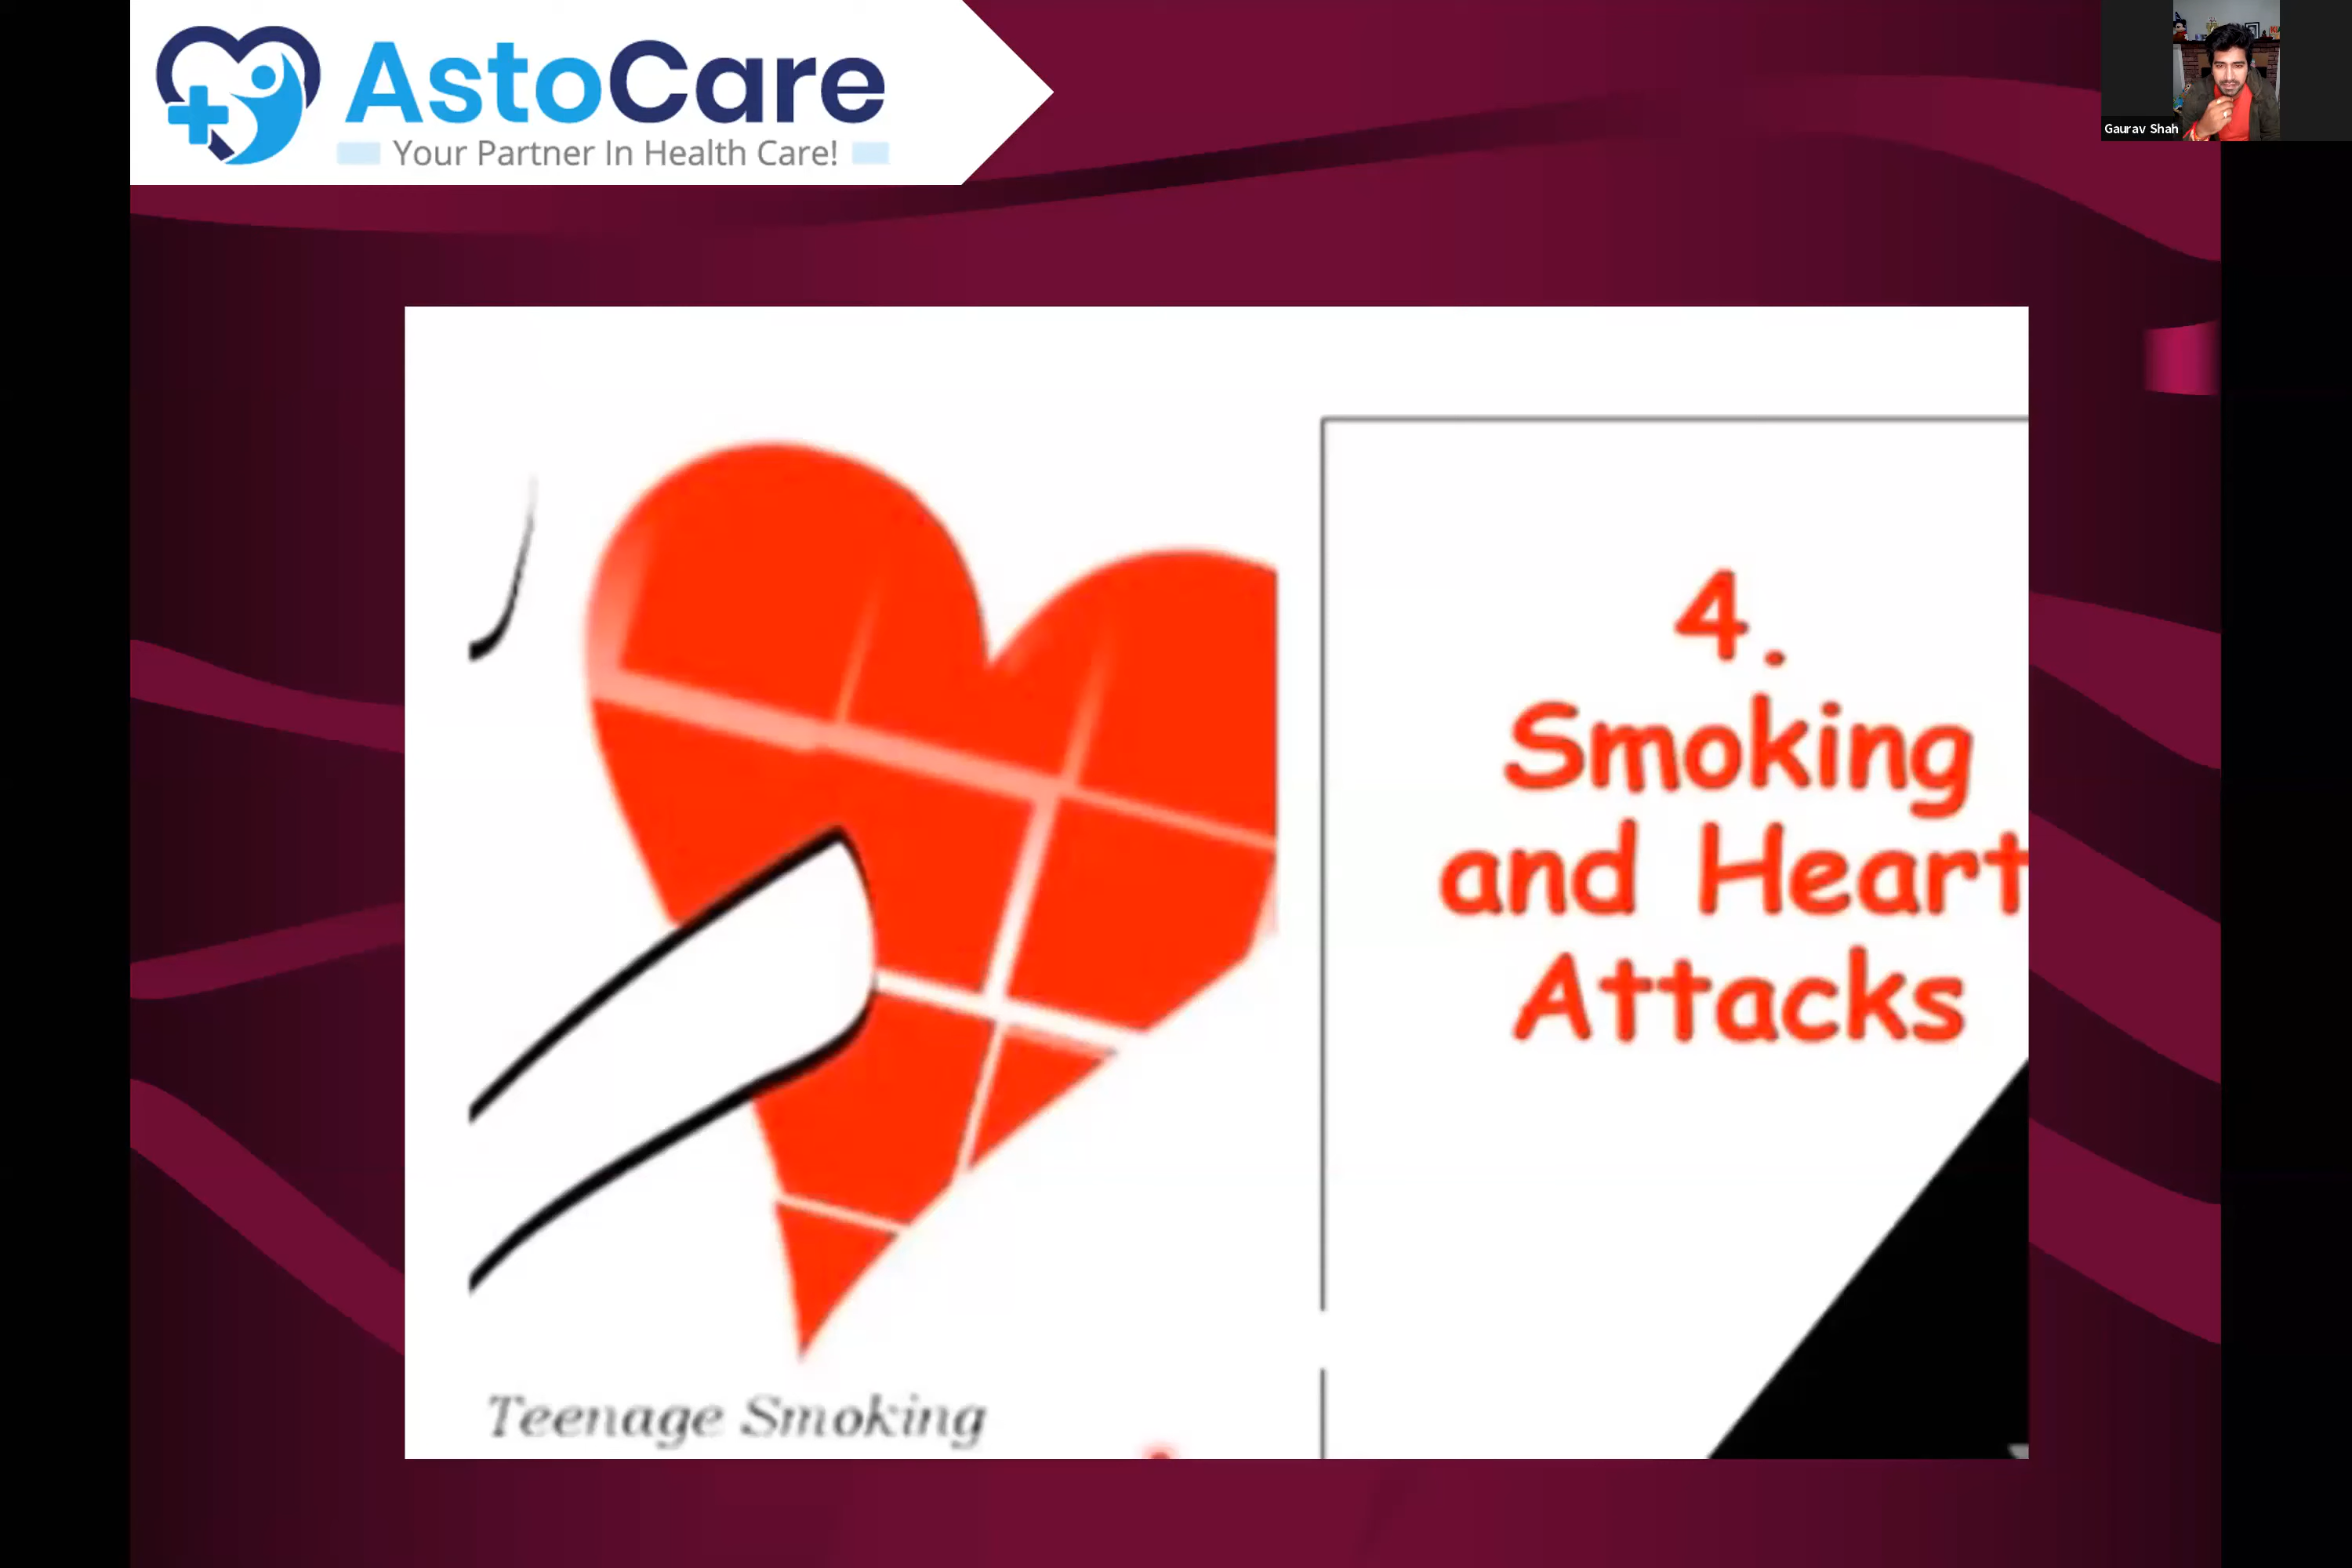 AstoCare
Your Partner In Health Care!
Gaurav Shah
4.
Smoking
and Heart
Attacks
Teenage Smoking